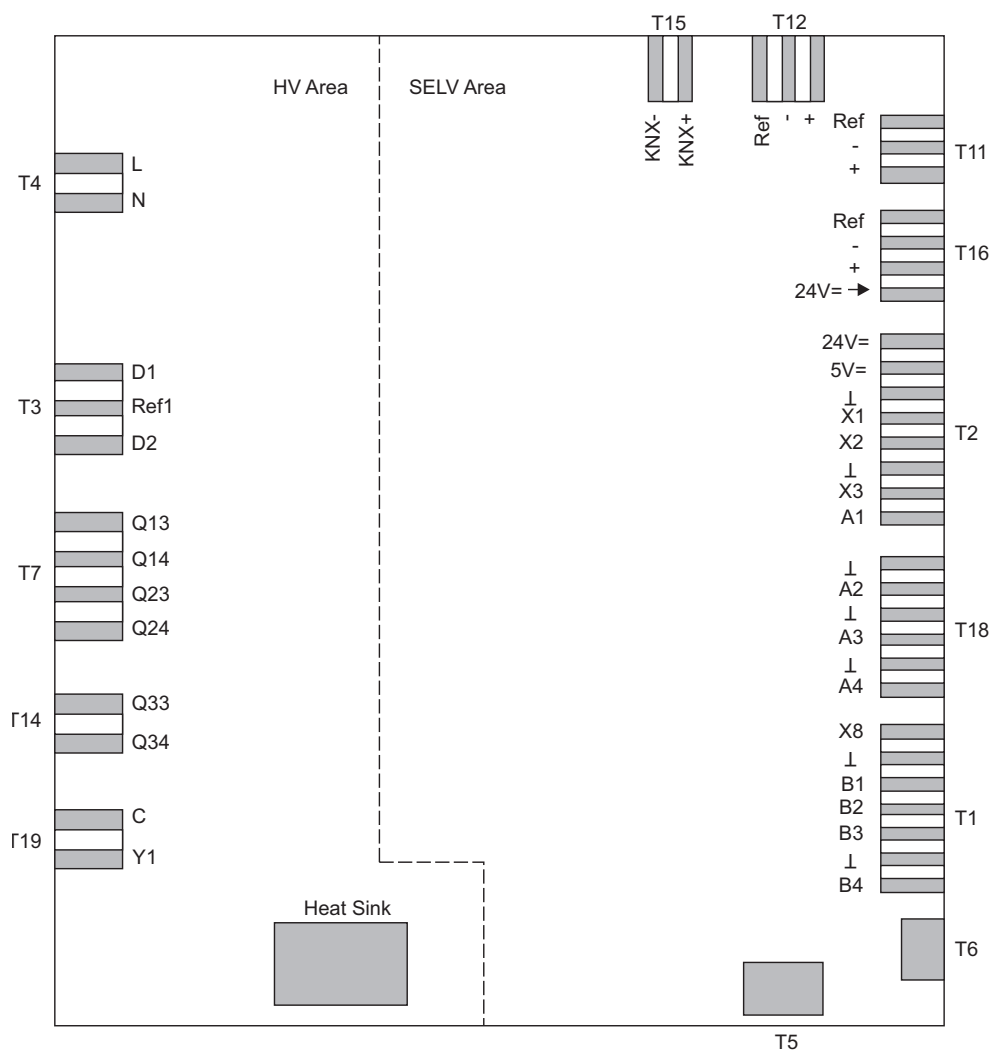 T15 T12
HV Area SELV Area
KNX-
KNX+
Ref
-
+
Ref
-
+
T11
L
N
T4
Ref
-
+
24V=
T16
D1
Ref1
D2
T3
24V=
5V=
⊥
X1
X2
⊥
X3
A1
T2
Q13
Q14
Q23
Q24
T7
⊥
A2
⊥
A3
⊥
A4
T18
Q33
Q34
T14
X8
⊥
B1
B2
B3
⊥
B4
T1
C
Y1
T19
Heat Sink
T6
T5